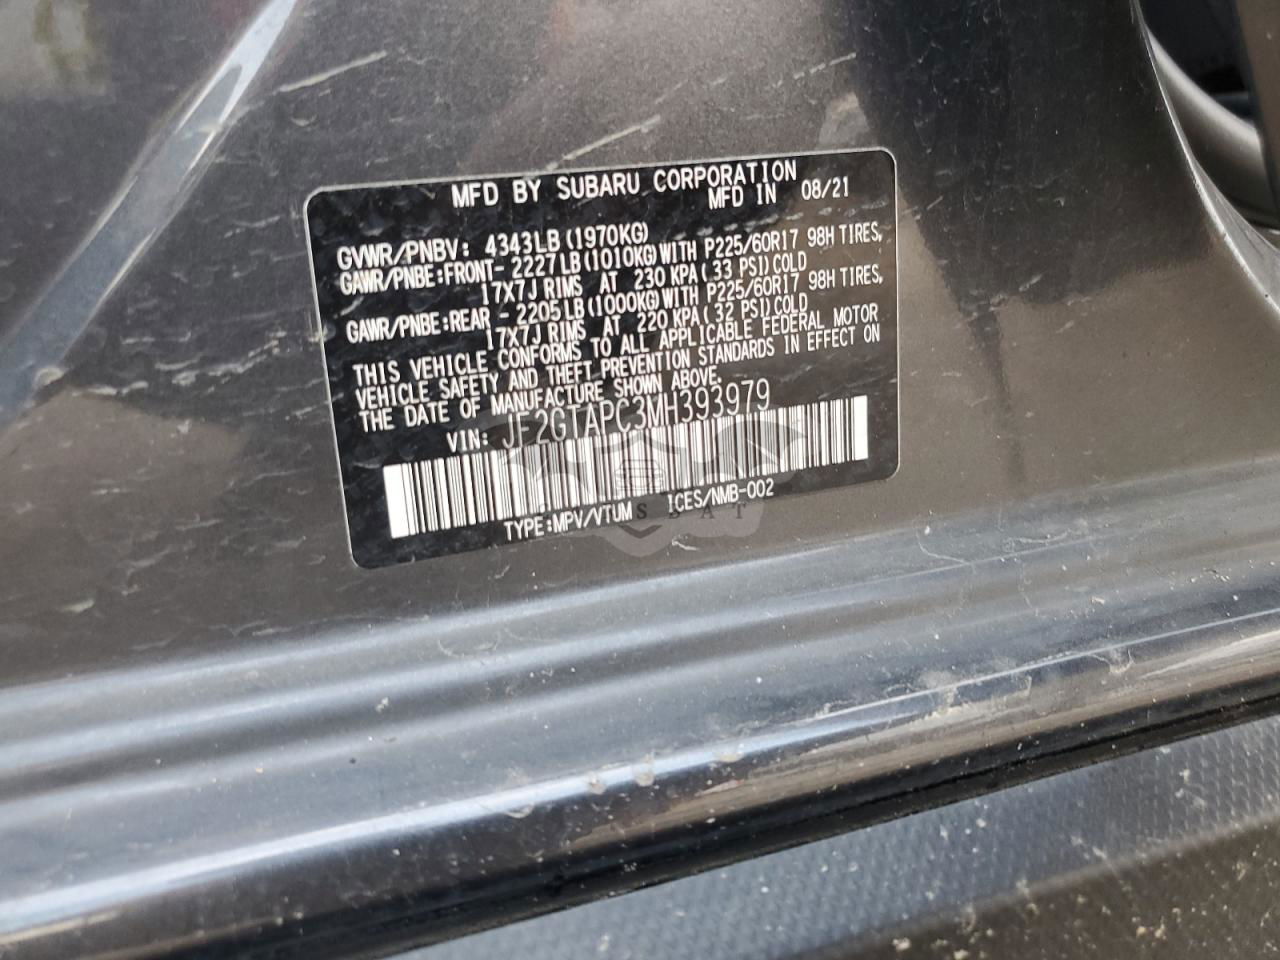 MFD BY SUBARU CORPORATION
MFD IN 08/21
GVWR/PNBV: 4343LB(1970KG)
GAWR/PNBE:FRONT- 2227LB(1010KG)WITH P225/60R17 98H TIRES,
17X7J RIMS AT 230 KPA(33 PSI)COLD
GAWR/PNBE:REAR - 2205LB(1000KG)WITH P225/60R17 98H TIRES,
17X7J RIMS AT 220 KPA(32 PSI)COLD
THIS VEHICLE CONFORMS TO ALL APPLICABLE FEDERAL MOTOR
VEHICLE SAFETY AND THEFT PREVENTION STANDARDS IN EFFECT ON
THE DATE OF MANUFACTURE SHOWN ABOVE.
VIN: JF2GTAPC3MH393979
TYPE:MPV/VTUM ICES/NMB-002